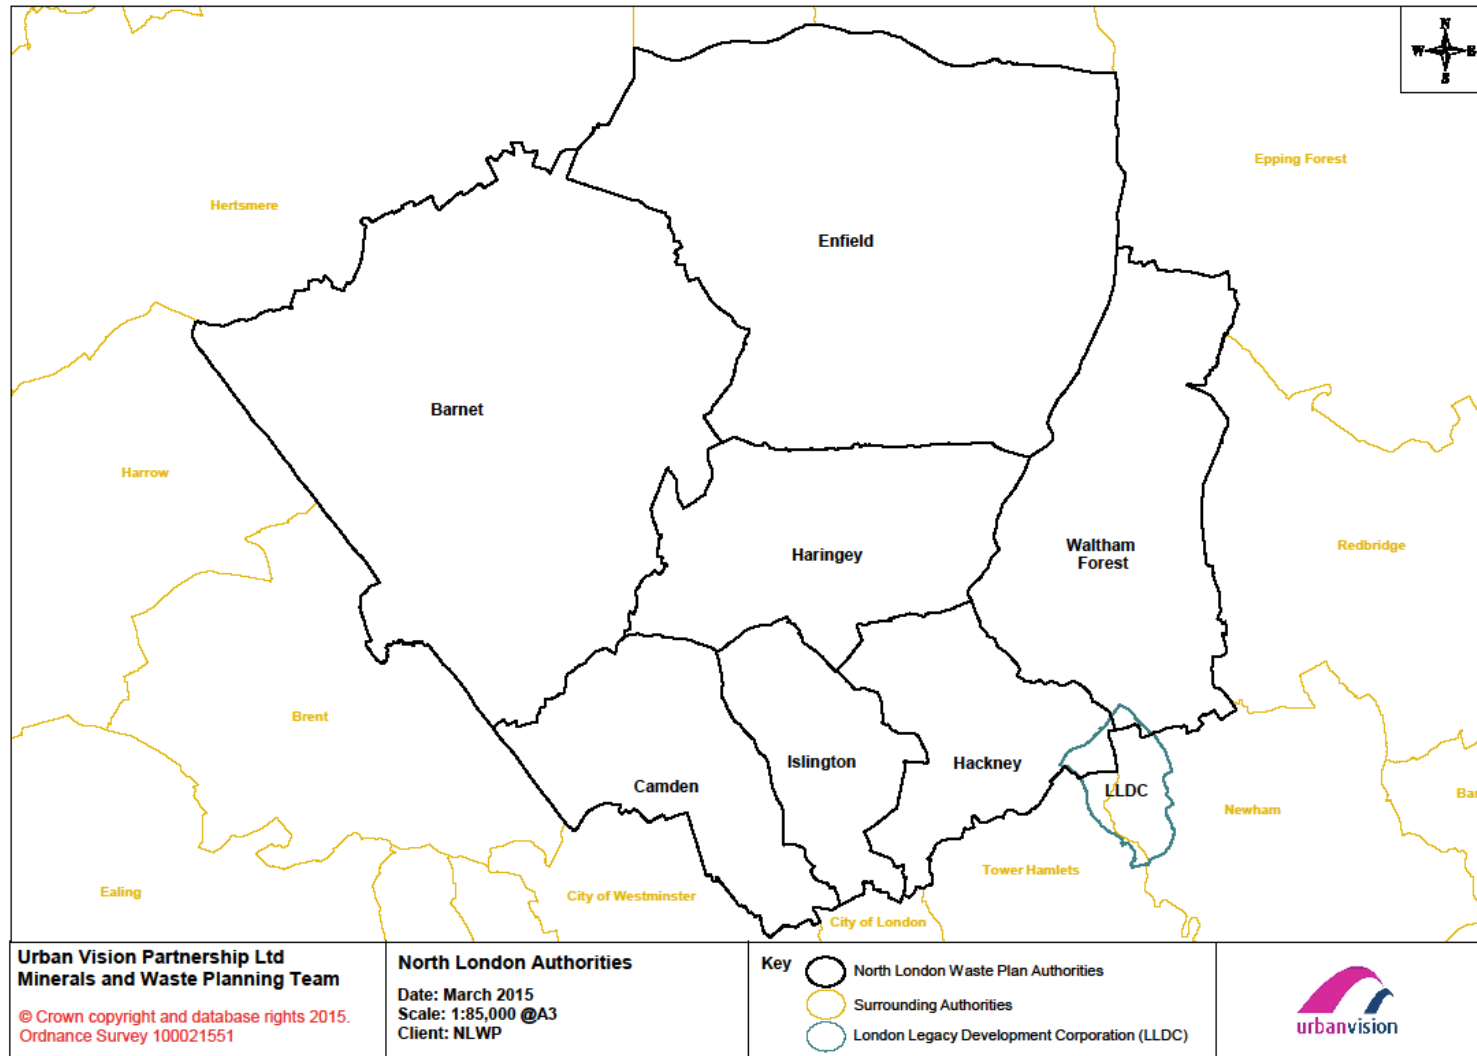 N
W E
S
Epping Forest
Hertsmere
Enfield
Barnet
Harrow
Haringey
Waltham
Forest
Redbridge
Brent
Islington
Hackney
Camden
LLDC
Newham
Ba
Ealing
City of Westminster
Tower Hamlets
City of London
Urban Vision Partnership Ltd
Minerals and Waste Planning Team
© Crown copyright and database rights 2015.
Ordnance Survey 100021551
North London Authorities
Date: March 2015
Scale: 1:85,000 @A3
Client: NLWP
Key
North London Waste Plan Authorities
Surrounding Authorities
London Legacy Development Corporation (LLDC)
urbanvision